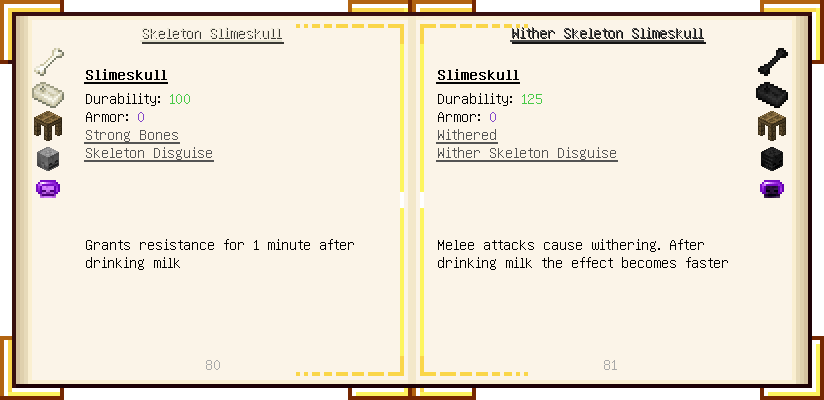 Skeleton Slimeskull
Slimeskull
Durability: 100
Armor: 0
Strong Bones
Skeleton Disguise
Grants resistance for 1 minute after
drinking milk
80
Wither Skeleton Slimeskull
Slimeskull
Durability: 125
Armor: 0
Withered
Wither Skeleton Disguise
Melee attacks cause withering. After
drinking milk the effect becomes faster
81